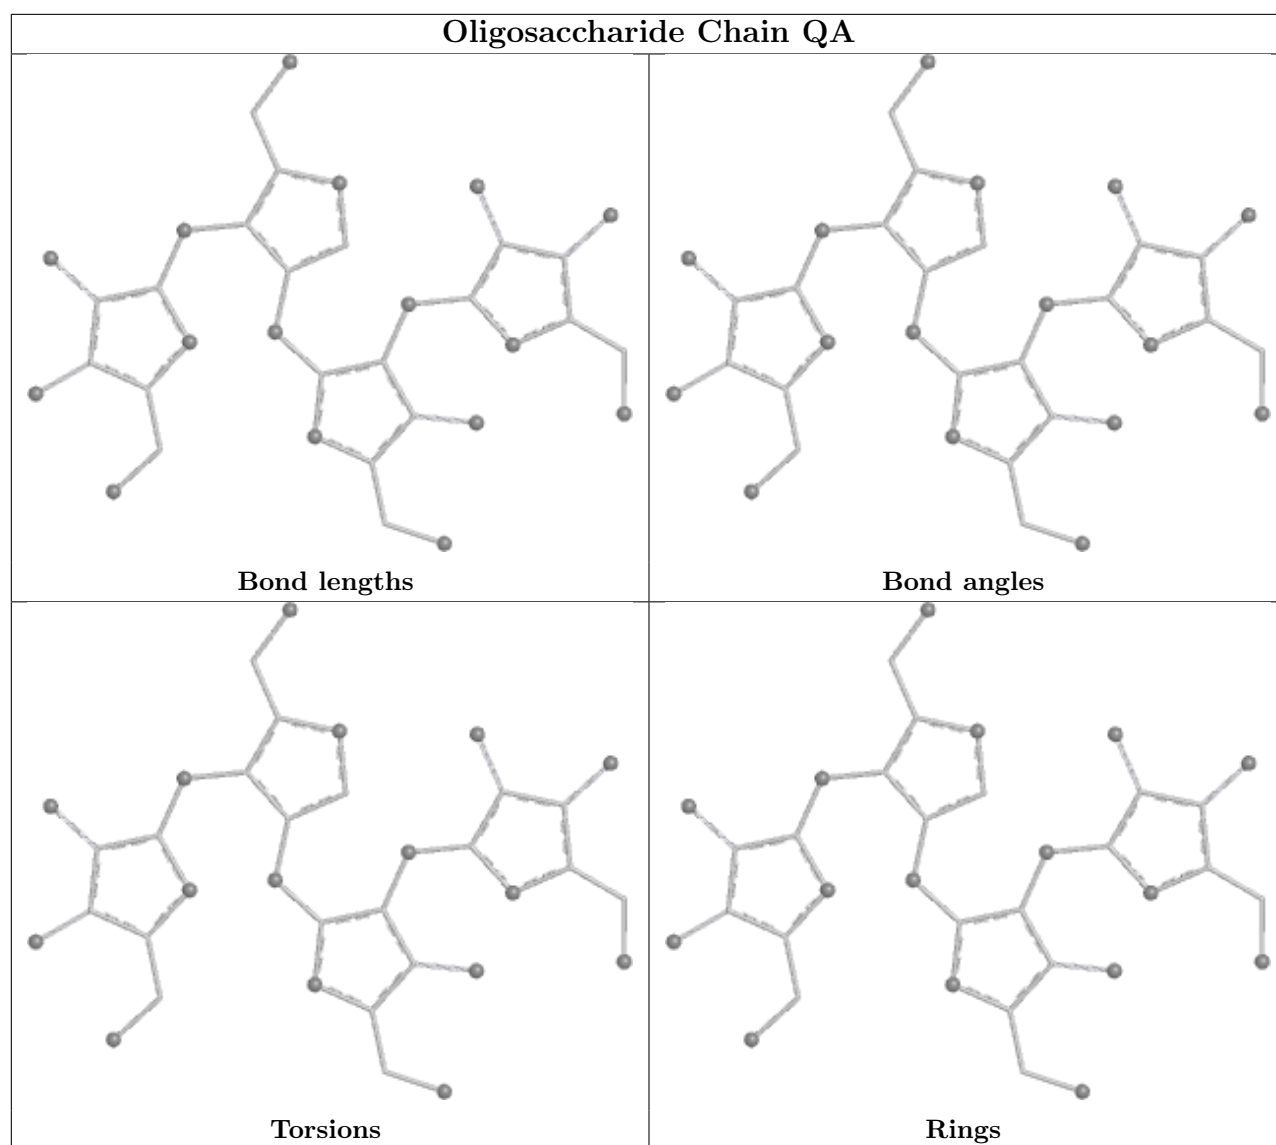 Oligosaccharide Chain QA
Bond lengths
Bond angles
Torsions
Rings